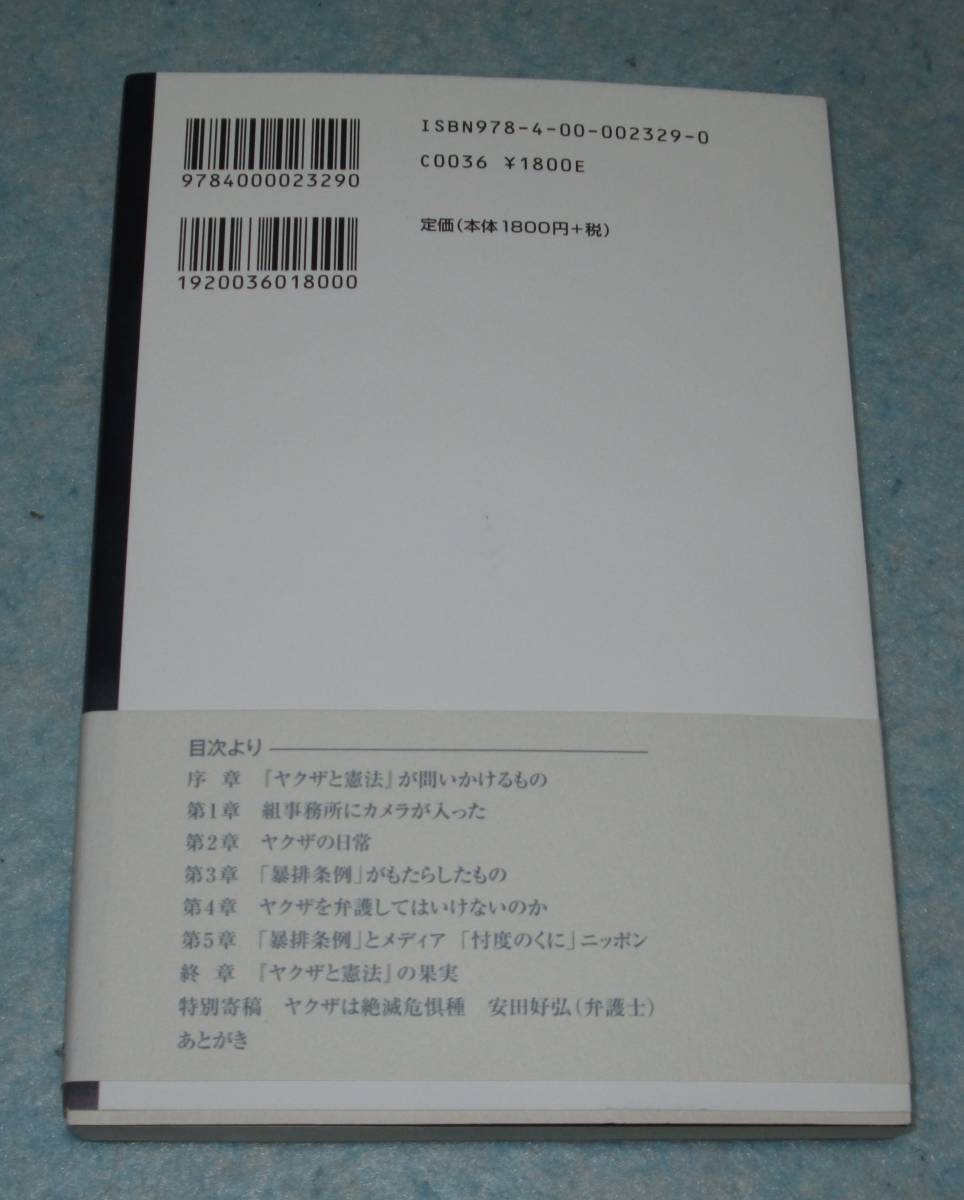 ISBN978-4-00-002329-0
C0036 ¥1800E
9784000023290
定価(本体1800円+税)
1920036018000
目次より
序 章 『ヤクザと憲法』が問いかけるもの
第1章 組事務所にカメラが入った
第2章 ヤクザの日常
第3章 「暴排条例」がもたらしたもの
第4章 ヤクザを弁護してはいけないのか
第5章 「暴排条例」とメディア 「忖度のくに」ニッポン
終 章 『ヤクザと憲法』の果実
特別寄稿 ヤクザは絶滅危惧種 安田好弘(弁護士)
あとがき